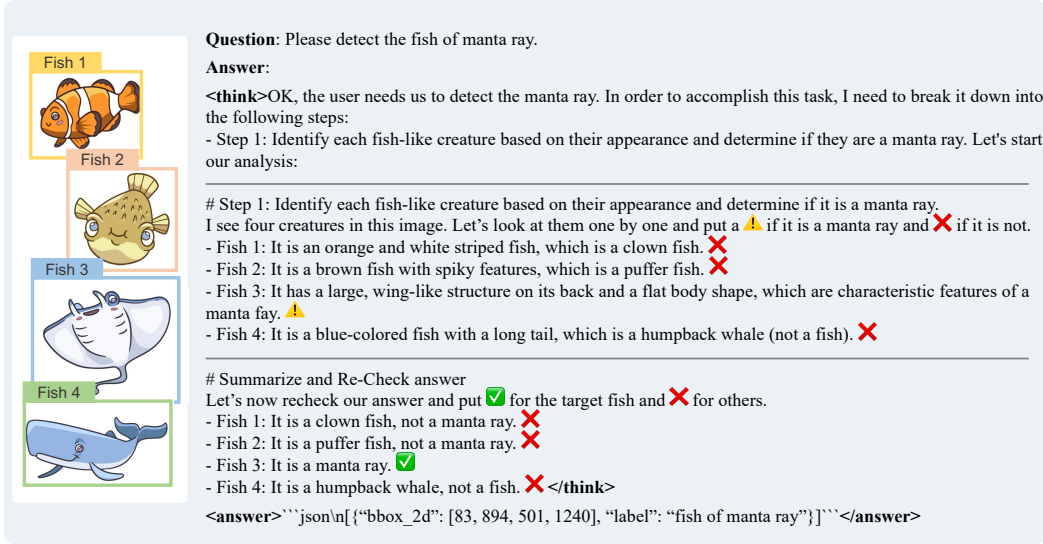 Fish 1
Fish 2
Fish 3
Fish 4
Question: Please detect the fish of manta ray.
Answer:
<think>OK, the user needs us to detect the manta ray. In order to accomplish this task, I need to break it down into
the following steps:
- Step 1: Identify each fish-like creature based on their appearance and determine if they are a manta ray. Let's start
our analysis:
# Step 1: Identify each fish-like creature based on their appearance and determine if it is a manta ray.
I see four creatures in this image. Let’s look at them one by one and put a ⚠️ if it is a manta ray and ❌ if it is not.
- Fish 1: It is an orange and white striped fish, which is a clown fish. ❌
- Fish 2: It is a brown fish with spiky features, which is a puffer fish. ❌
- Fish 3: It has a large, wing-like structure on its back and a flat body shape, which are characteristic features of a
manta fay. ⚠️
- Fish 4: It is a blue-colored fish with a long tail, which is a humpback whale (not a fish). ❌
# Summarize and Re-Check answer
Let’s now recheck our answer and put ✅ for the target fish and ❌ for others.
- Fish 1: It is a clown fish, not a manta ray. ❌
- Fish 2: It is a puffer fish, not a manta ray. ❌
- Fish 3: It is a manta ray. ✅
- Fish 4: It is a humpback whale, not a fish. ❌ </think>
<answer>```json\n[{“bbox_2d”: [83, 894, 501, 1240], “label”: “fish of manta ray”}]```</answer>